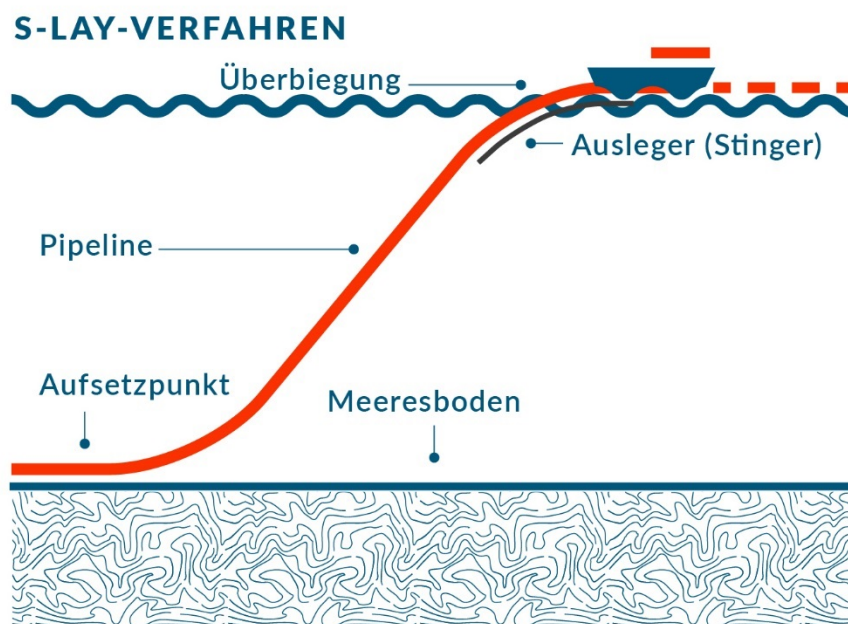 S-LAY-VERFAHREN
Überbiegung
Ausleger (Stinger)
Pipeline
Aufsetzpunkt
Meeresboden